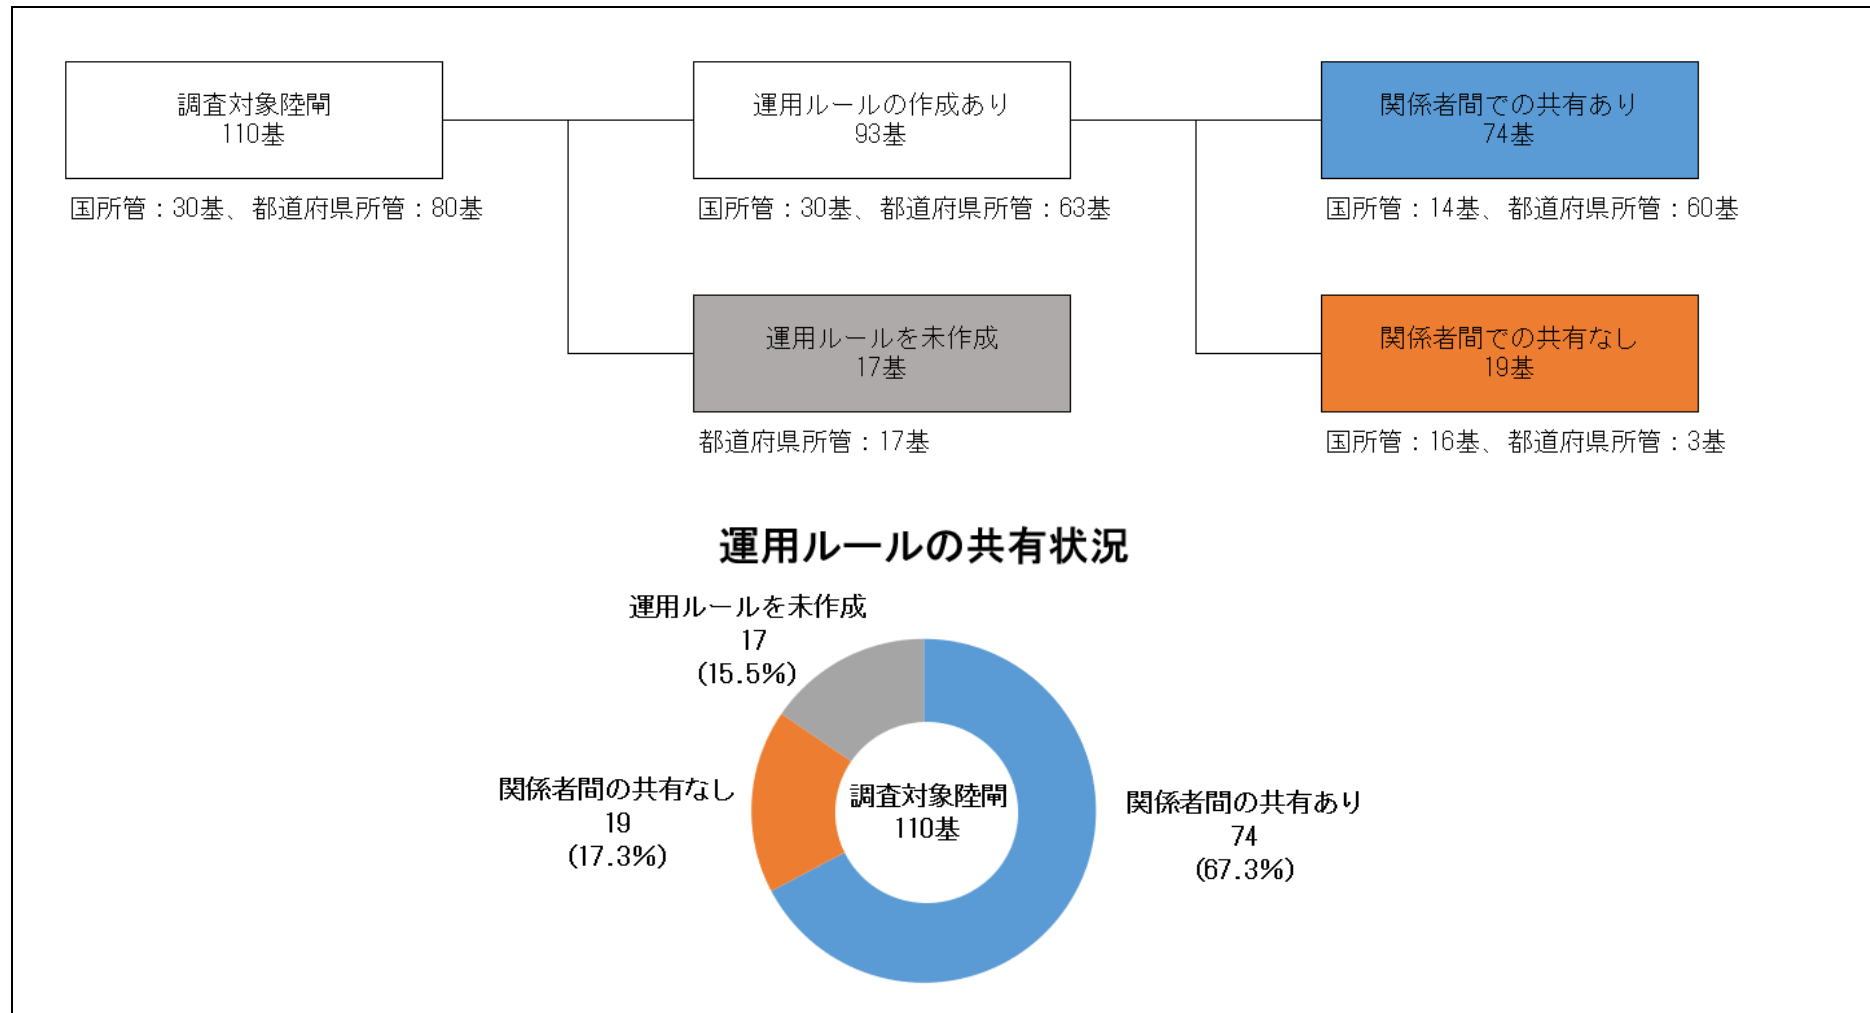 調査対象陸閘
110基
国所管：30基、都道府県所管：80基
運用ルールの作成あり
93基
国所管：30基、都道府県所管：63基
関係者間での共有あり
74基
国所管：14基、都道府県所管：60基
運用ルールを未作成
17基
都道府県所管：17基
関係者間での共有なし
19基
国所管：16基、都道府県所管：3基
運用ルールの共有状況
運用ルールを未作成
17
(15.5%)
関係者間の共有なし
19
(17.3%)
調査対象陸閘
110基
関係者間の共有あり
74
(67.3%)